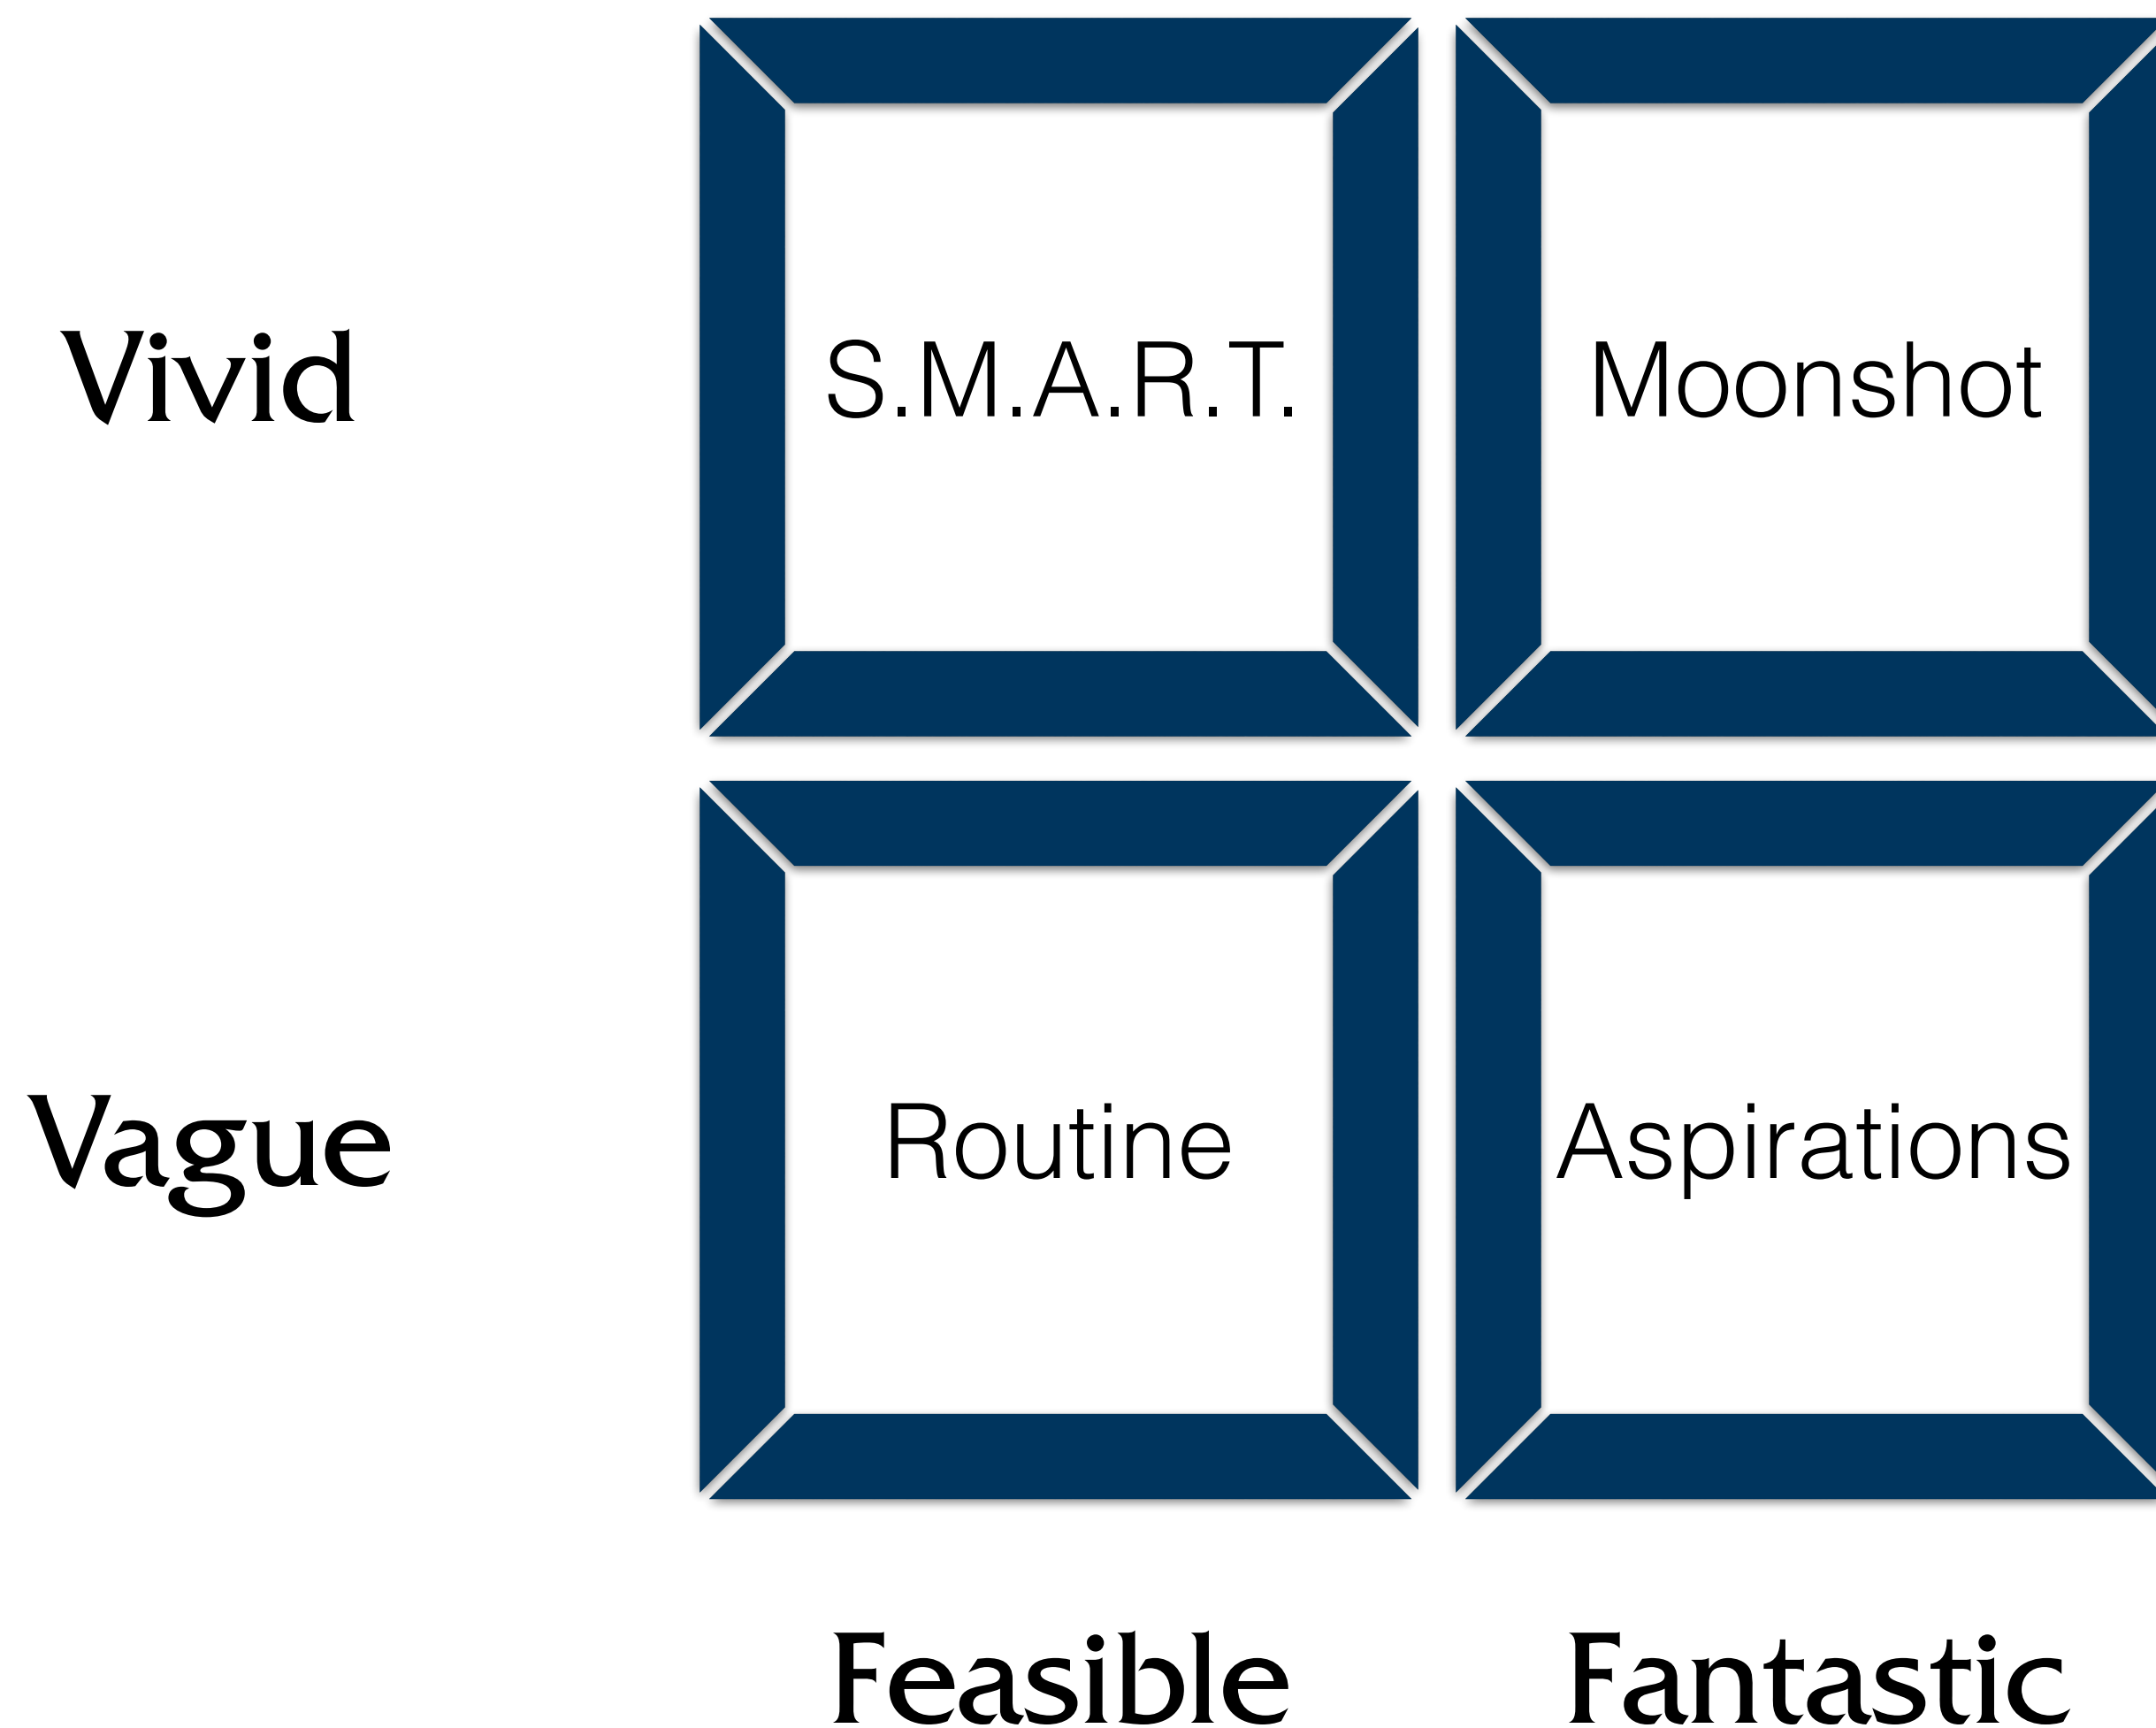 Vivid
S.M.A.R.T.
Moonshot
Vague
Routine
Aspirations
Feasible
Fantastic